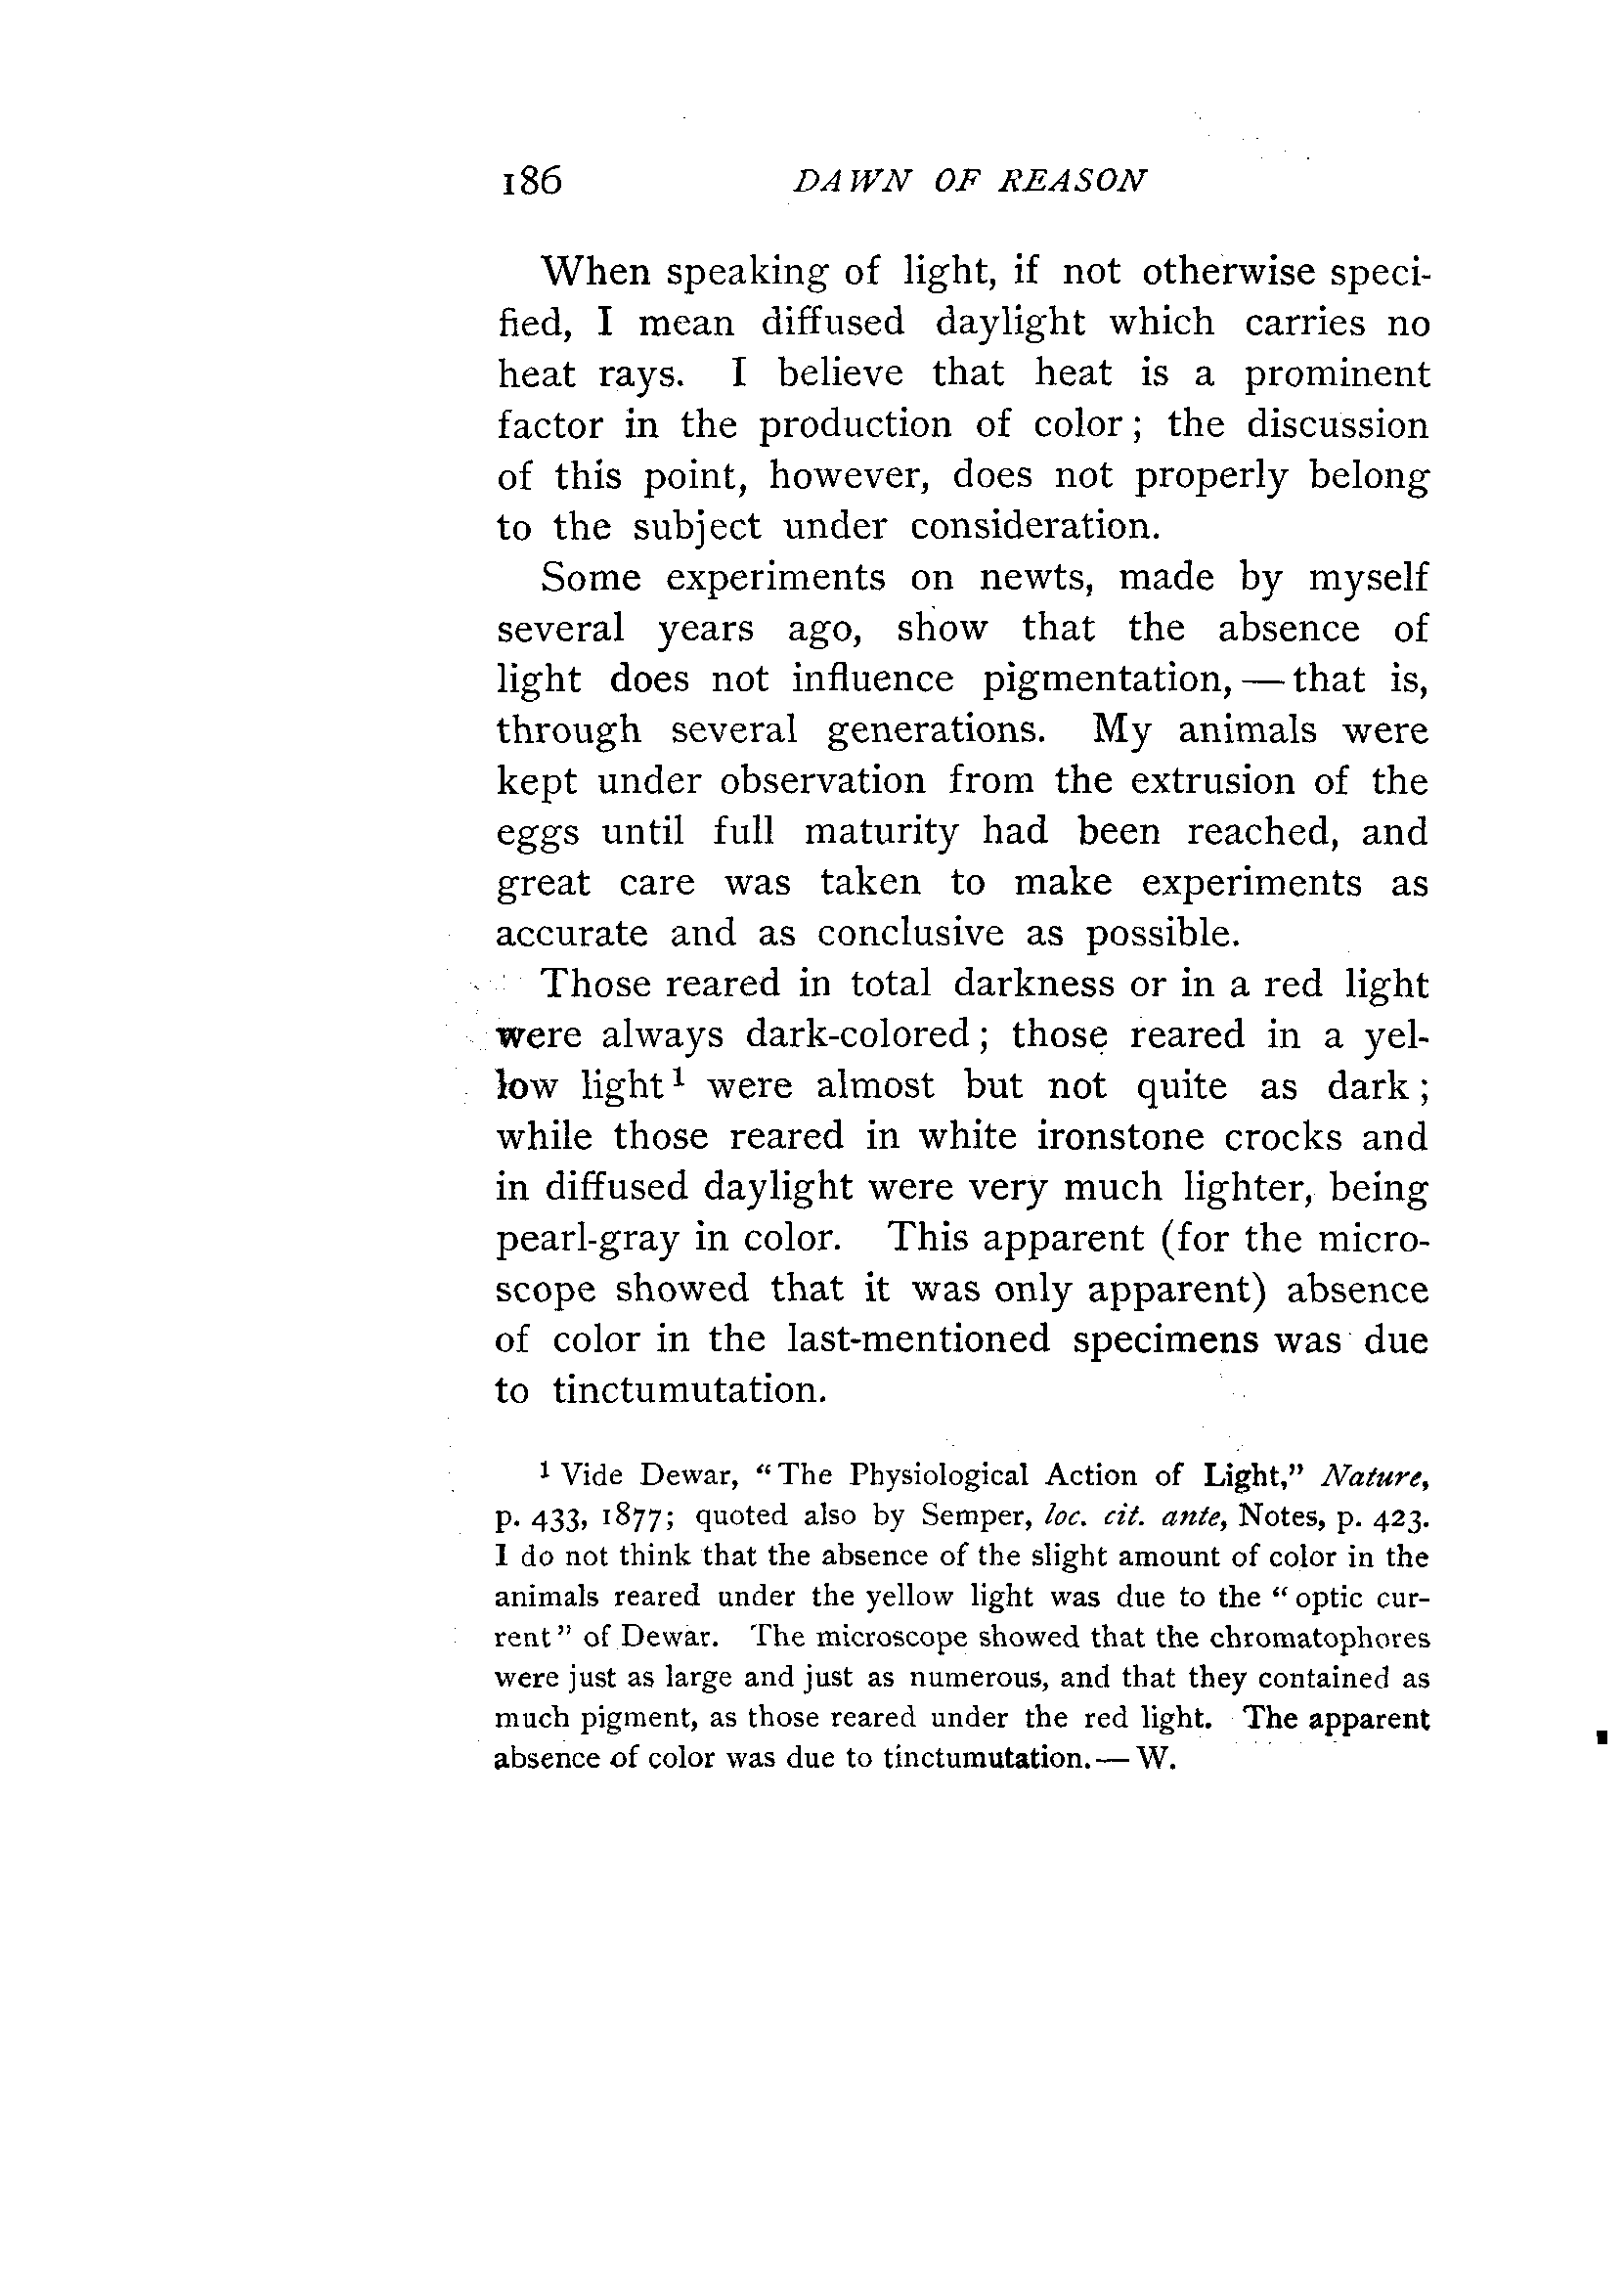 186 DAWN OF REASON
When speaking of light, if not otherwise speci-
fied, I mean diffused daylight which carries no
heat rays. I believe that heat is a prominent
factor in the production of color; the discussion
of this point, however, does not properly belong
to the subject under consideration.
Some experiments on newts, made by myself
several years ago, show that the absence of
light does not influence pigmentation,—that is,
through several generations. My animals were
kept under observation from the extrusion of the
eggs until full maturity had been reached, and
great care was taken to make experiments as
accurate and as conclusive as possible.
Those reared in total darkness or in a red light
were always dark-colored; those reared in a yel-
low light¹ were almost but not quite as dark;
while those reared in white ironstone crocks and
in diffused daylight were very much lighter, being
pearl-gray in color. This apparent (for the micro-
scope showed that it was only apparent) absence
of color in the last-mentioned specimens was due
to tinctumutation.
¹ Vide Dewar, “The Physiological Action of Light,” Nature,
p. 433, 1877; quoted also by Semper, loc. cit. ante, Notes, p. 423.
I do not think that the absence of the slight amount of color in the
animals reared under the yellow light was due to the “optic cur-
rent” of Dewar. The microscope showed that the chromatophores
were just as large and just as numerous, and that they contained as
much pigment, as those reared under the red light. The apparent
absence of color was due to tinctumutation.—W.